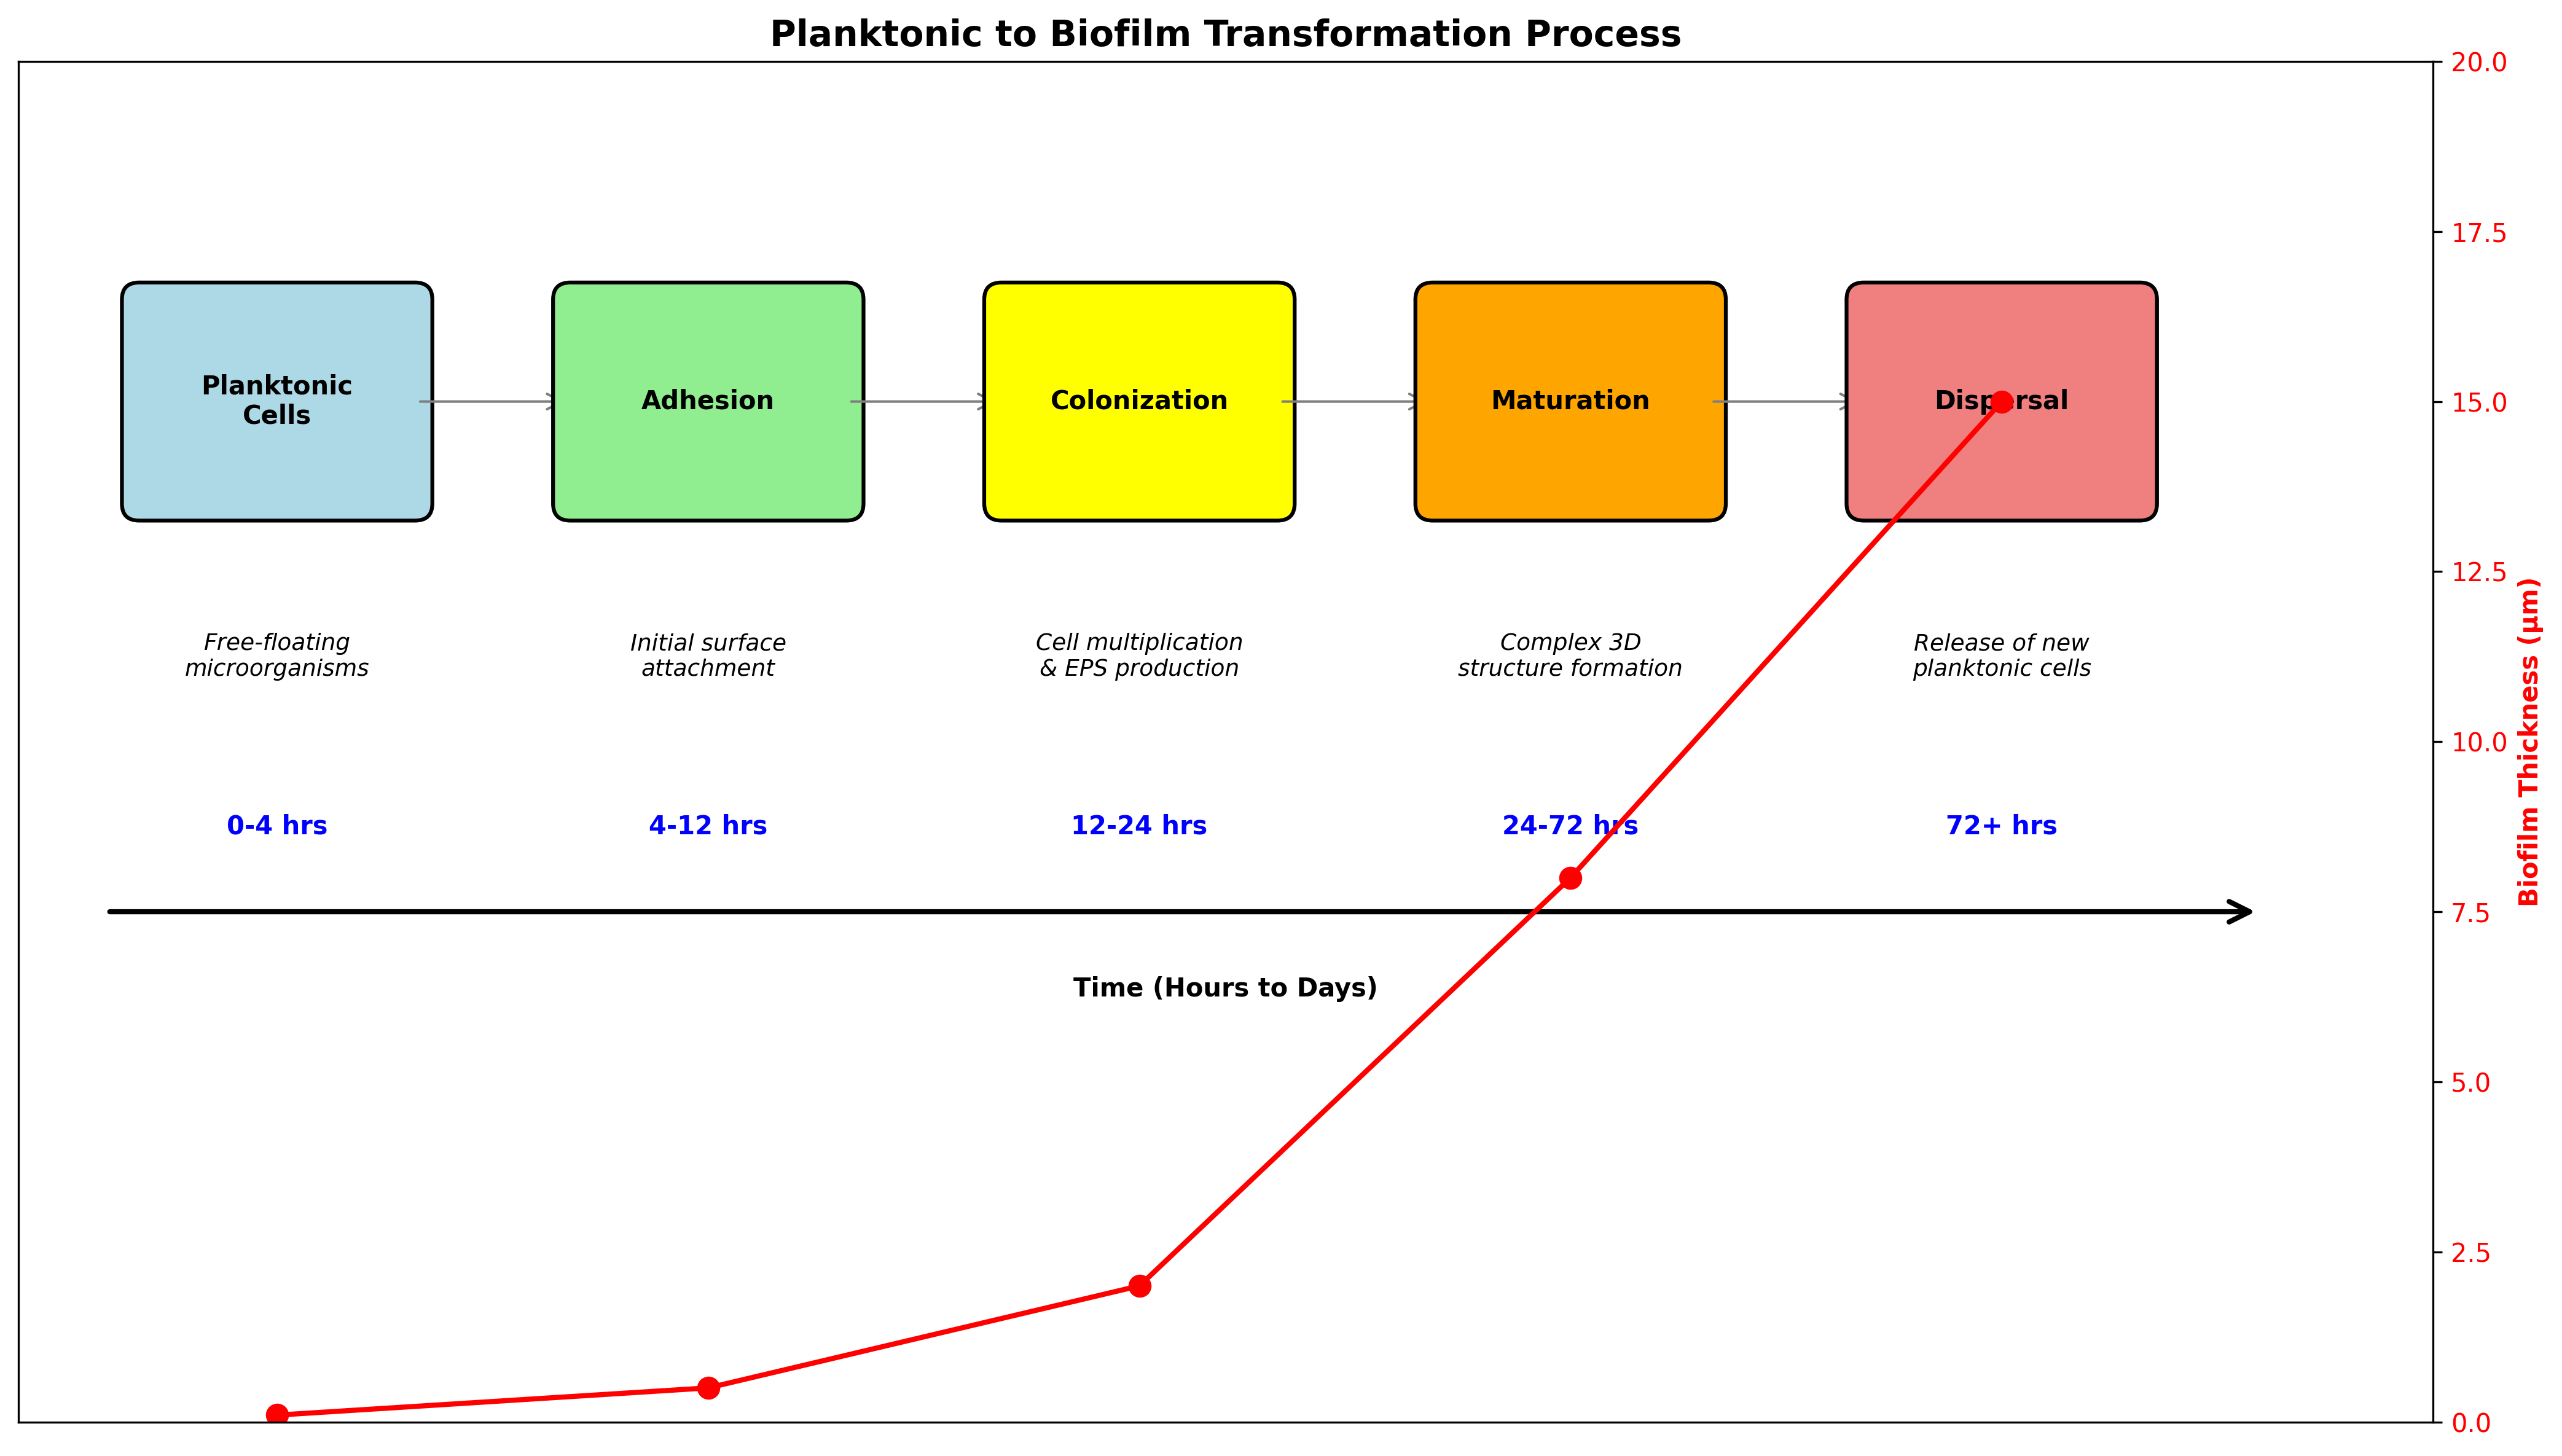 Planktonic to Biofilm Transformation Process
20.0
17.5
Planktonic
Cells
Adhesion
Colonization
Maturation
Dispersal
15.0
12.5
Free-floating
microorganisms
Initial surface
attachment
Cell multiplication
& EPS production
Complex 3D
structure formation
Release of new
planktonic cells
10.0
Biofilm Thickness (μm)
0-4 hrs
4-12 hrs
12-24 hrs
24-72 hrs
72+ hrs
7.5
Time (Hours to Days)
5.0
2.5
0.0